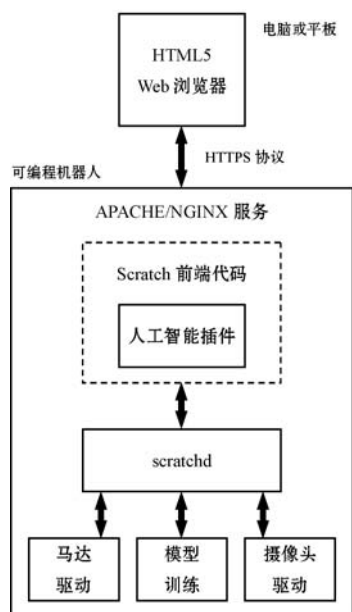 电脑或平板
HTML5
Web 浏览器
HTTPS 协议
可编程机器人
APACHE/NGINX 服务
Scratch 前端代码
人工智能插件
scratchd
马达
驱动
模型
训练
摄像头
驱动